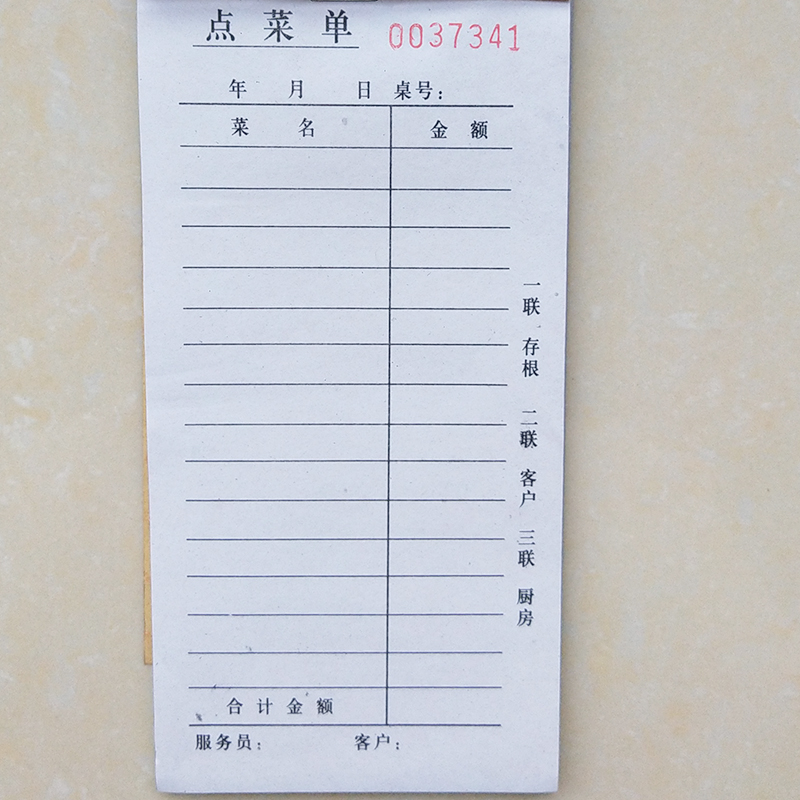 点菜单 0037341
年 月 日 桌号:
菜 名 金 额
合计金额
服务员: 客户:
一联 存根 二联 客户 三联 厨房